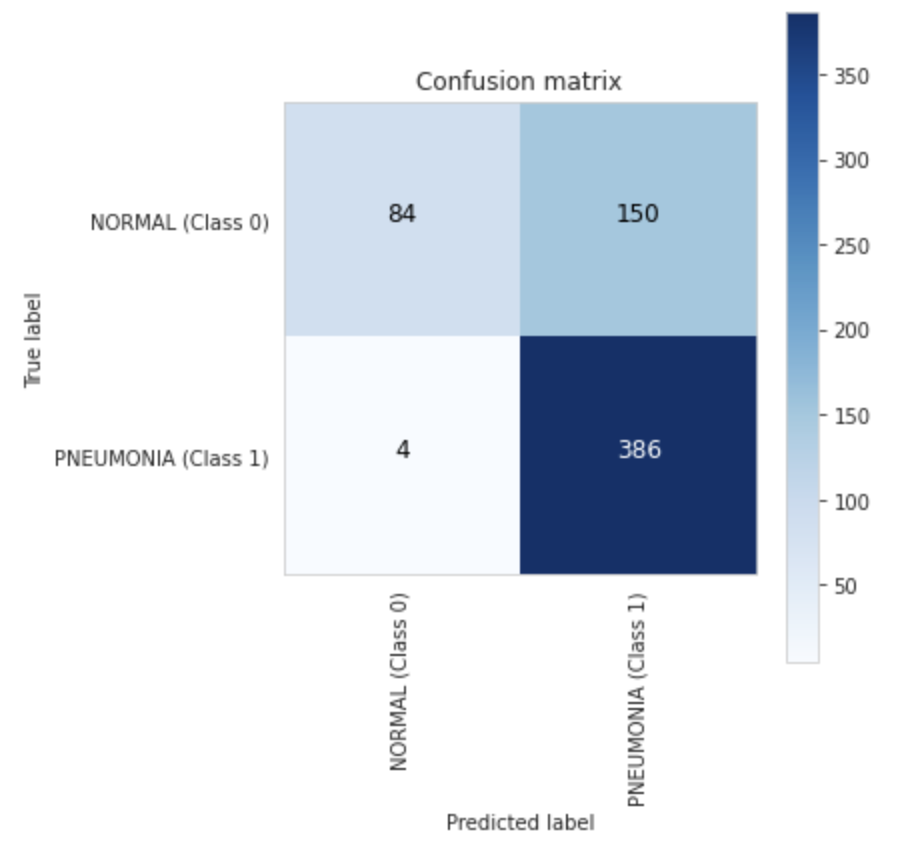 Confusion matrix
True label
NORMAL (Class 0)
84
150
PNEUMONIA (Class 1)
4
386
NORMAL (Class 0)
PNEUMONIA (Class 1)
Predicted label
350
300
250
200
150
100
50